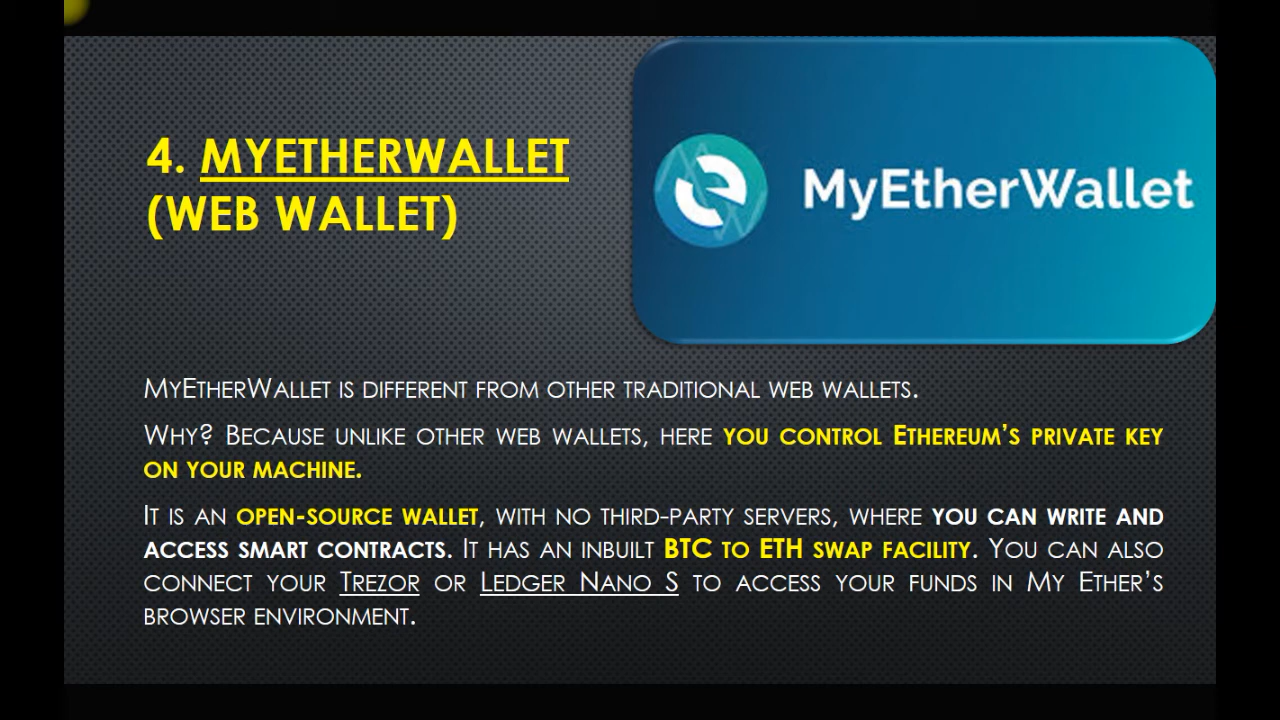 4. MYETHERWALLET
(WEB WALLET)
MyEtherWallet
MyEtherWallet is different from other traditional web wallets.
Why? Because unlike other web wallets, here you control Ethereum's private key
on your machine.
It is an open-source wallet, with no third-party servers, where you can write and
access smart contracts. It has an inbuilt BTC to ETH swap facility. You can also
connect your Trezor or Ledger Nano S to access your funds in My Ether's
browser environment.